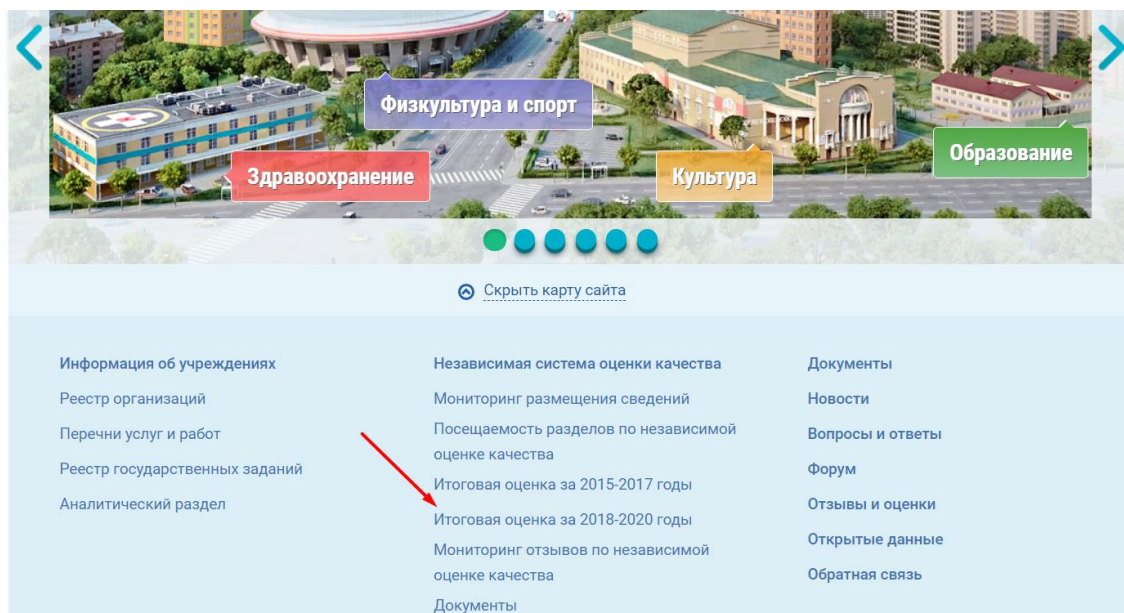 Физкультура и спорт
Здравоохранение
Культура
Образование
Скрыть карту сайта
Информация об учреждениях
Реестр организаций
Перечни услуг и работ
Реестр государственных заданий
Аналитический раздел
Независимая система оценки качества
Мониторинг размещения сведений
Посещаемость разделов по независимой
оценке качества
Итоговая оценка за 2015-2017 годы
Итоговая оценка за 2018-2020 годы
Мониторинг отзывов по независимой
оценке качества
Документы
Документы
Новости
Вопросы и ответы
Форум
Отзывы и оценки
Открытые данные
Обратная связь